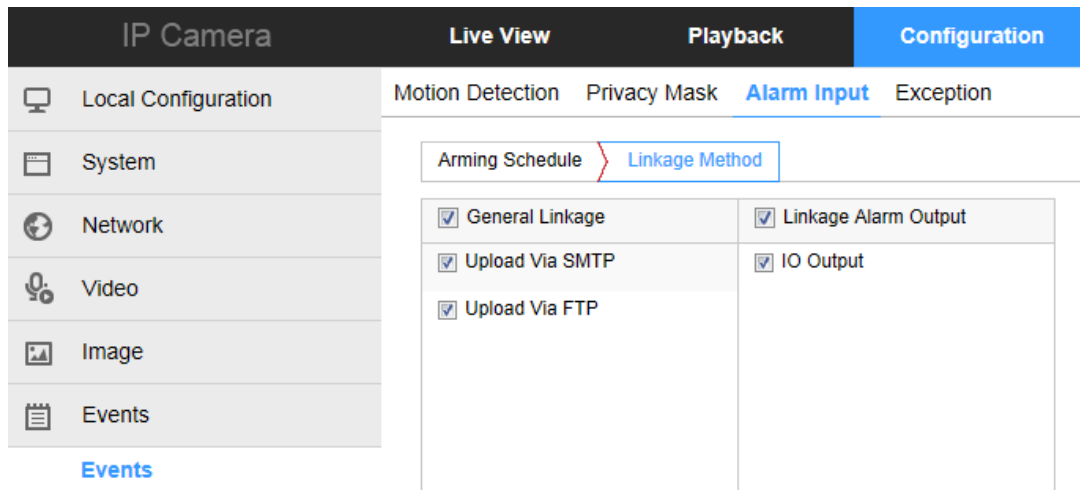 IP Camera Live View Playback Configuration
Local Configuration
System
Network
Video
Image
Events
Events
Motion Detection Privacy Mask Alarm Input Exception
Arming Schedule Linkage Method
General Linkage Linkage Alarm Output
Upload Via SMTP IO Output
Upload Via FTP